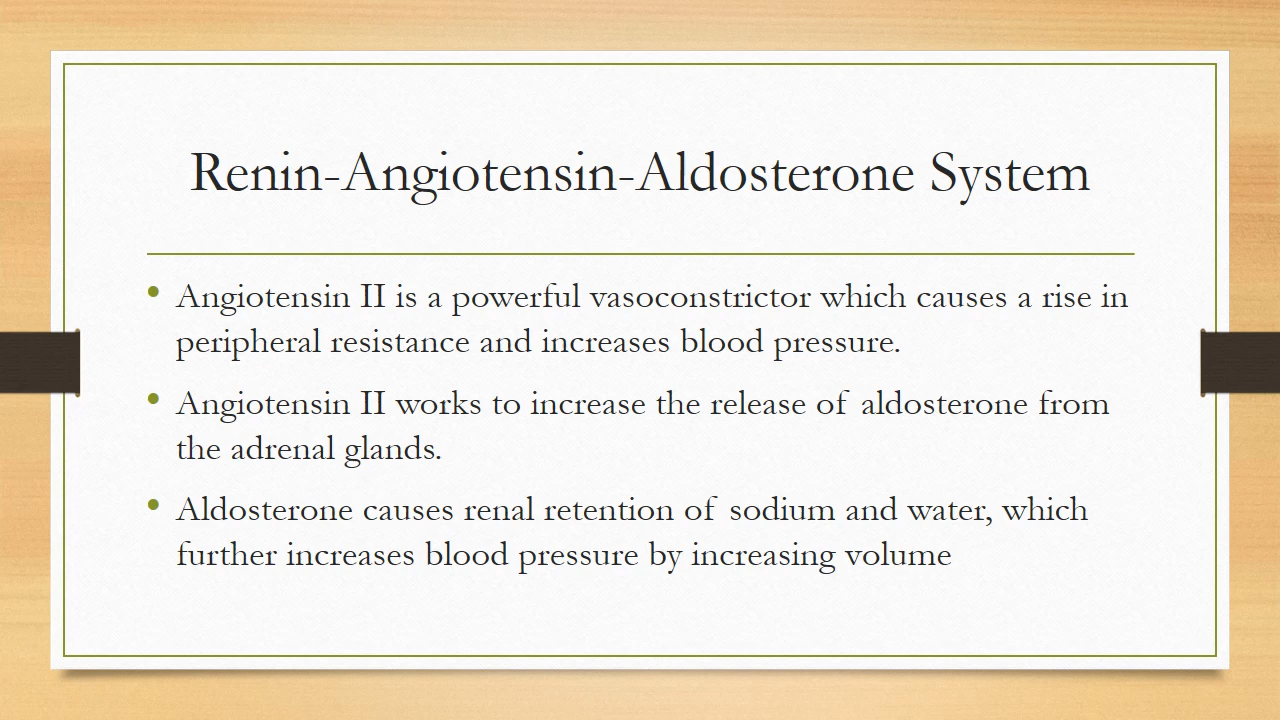 Renin-Angiotensin-Aldosterone System
• Angiotensin II is a powerful vasoconstrictor which causes a rise in
peripheral resistance and increases blood pressure.
• Angiotensin II works to increase the release of aldosterone from
the adrenal glands.
• Aldosterone causes renal retention of sodium and water, which
further increases blood pressure by increasing volume